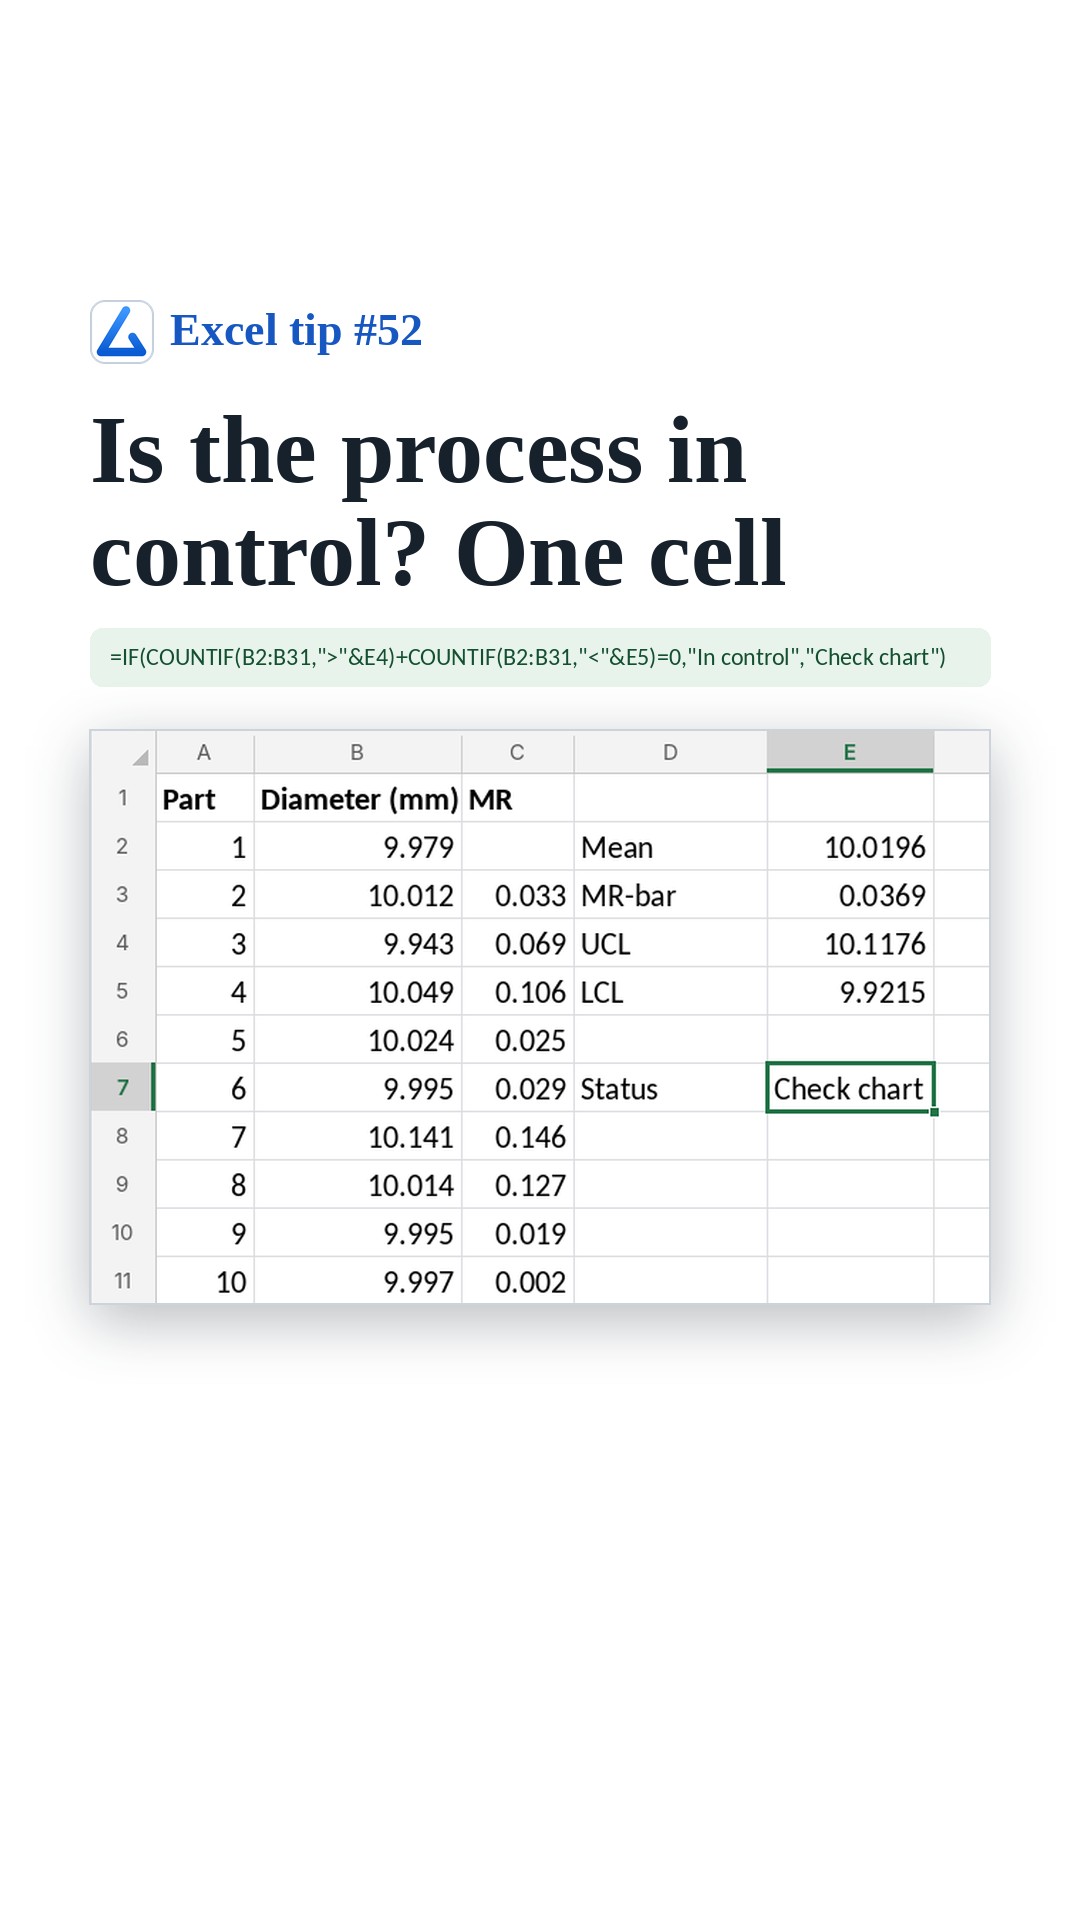 Excel tip #52
Is the process in
control? One cell
=IF(COUNTIF(B2:B31,">"&E4)+COUNTIF(B2:B31,"<"&E5)=0,"In control","Check chart")
A B C D E
1 Part Diameter (mm) MR
2 1 9.979 Mean 10.0196
3 2 10.012 0.033 MR-bar 0.0369
4 3 9.943 0.069 UCL 10.1176
5 4 10.049 0.106 LCL 9.9215
6 5 10.024 0.025
7 6 9.995 0.029 Status Check chart
8 7 10.141 0.146
9 8 10.014 0.127
10 9 9.995 0.019
11 10 9.997 0.002